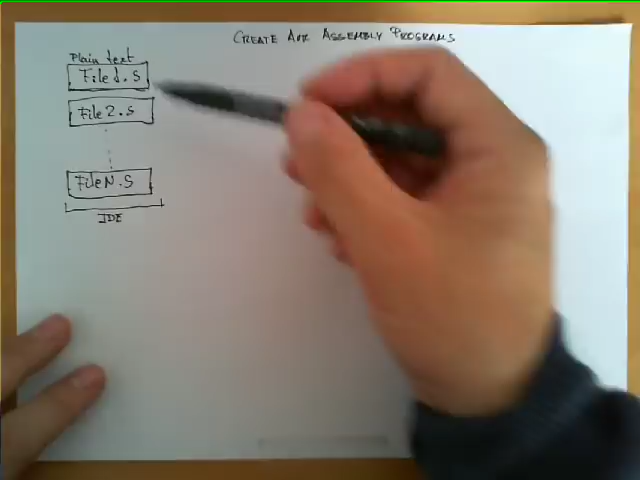 CREATE AVR ASSEMBLY PROGRAMS
Plain text
File1.S
File2.S
FileN.S
IDE